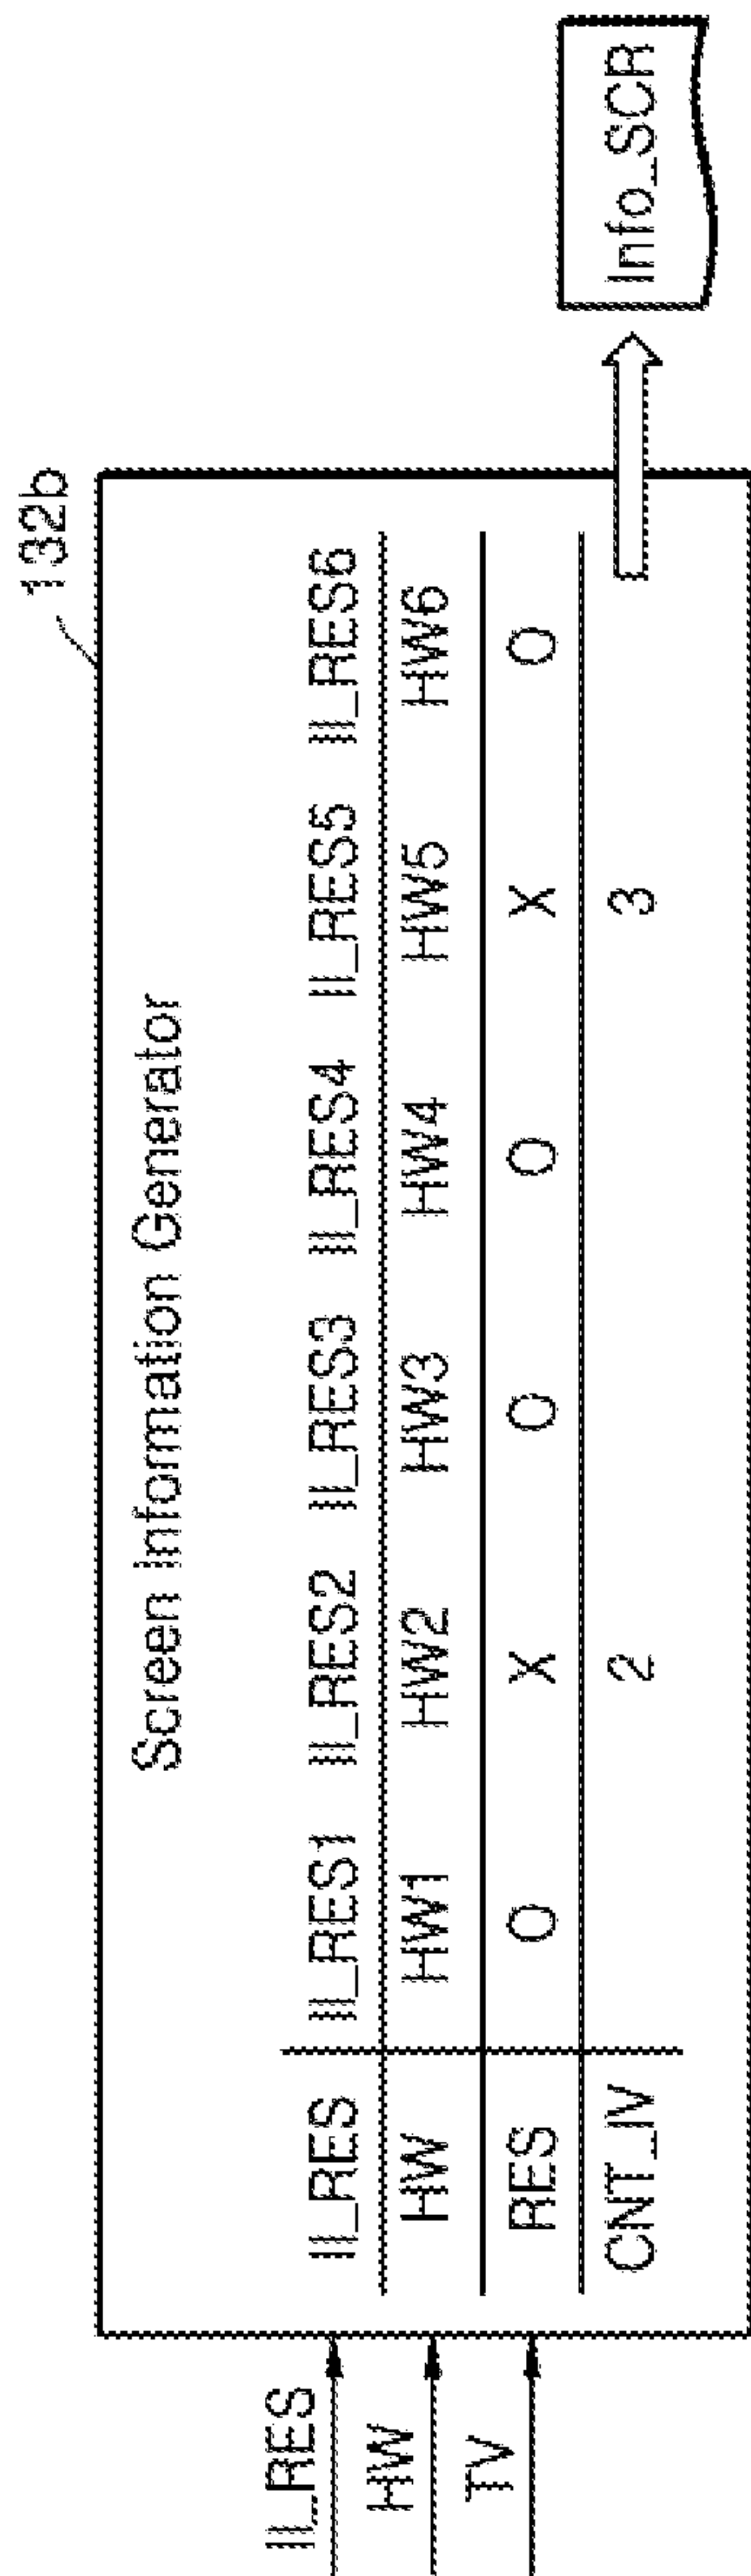 132b
Screen Information Generator
II_RES
HW
TV
II_RES II_RES1 II_RES2 II_RES3 II_RES4 II_RES5 II_RES6
HW HW1 HW2 HW3 HW4 HW5 HW6
RES O X O O X O
CNT_IV 2 3
Info_SCR